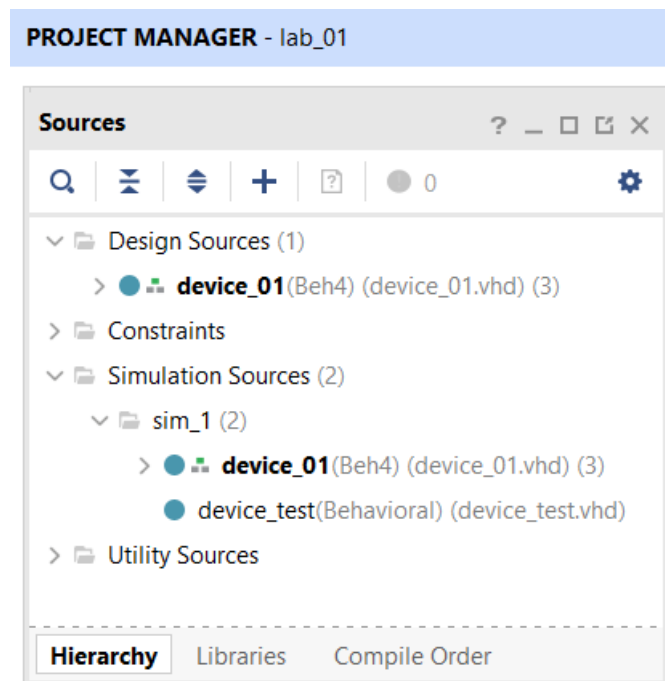 PROJECT MANAGER - lab_01
Sources
? _
0
Design Sources (1)
device_01(Beh4) (device_01.vhd) (3)
Constraints
Simulation Sources (2)
sim_1 (2)
device_01(Beh4) (device_01.vhd) (3)
device_test(Behavioral) (device_test.vhd)
Utility Sources
Hierarchy Libraries Compile Order